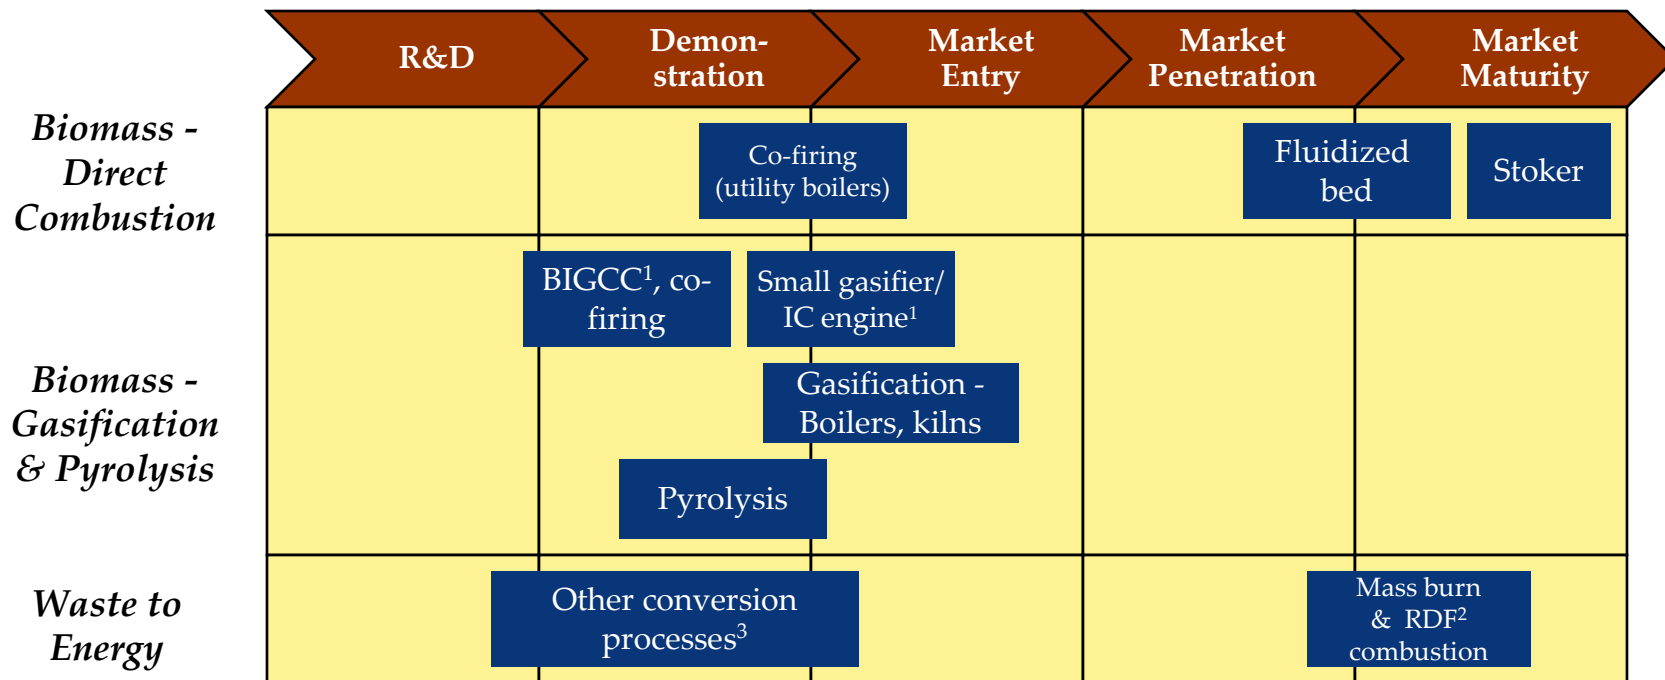 R&D
Demon-
stration
Market
Entry
Market
Penetration
Market
Maturity
Biomass -
Direct
Combustion
Co-firing
(utility boilers)
Fluidized
bed
Stoker
Biomass -
Gasification
& Pyrolysis
BIGCC¹, co-
firing
Small gasifier/
IC engine¹
Gasification -
Boilers, kilns
Pyrolysis
Waste to
Energy
Other conversion
processes³
Mass burn
& RDF²
combustion